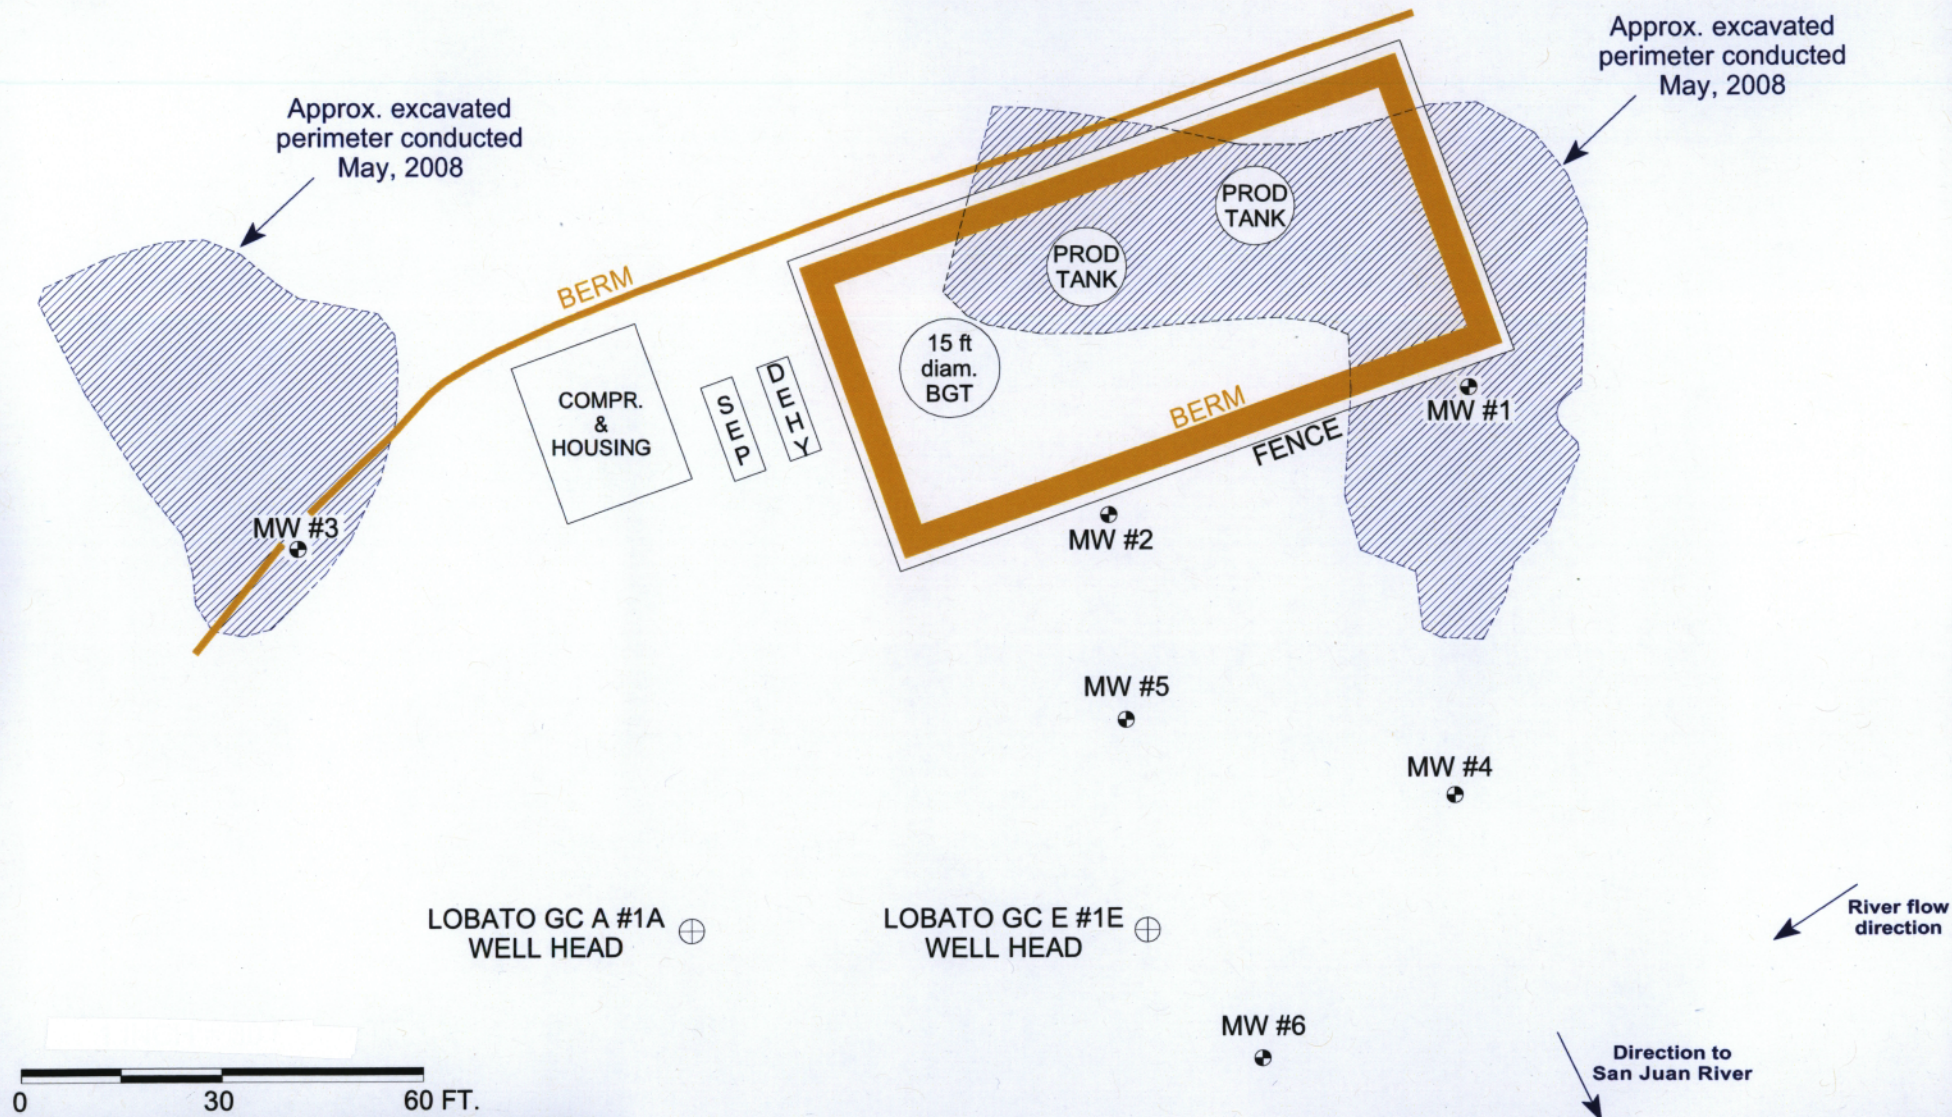 Approx. excavated
perimeter conducted
May, 2008
Approx. excavated
perimeter conducted
May, 2008
BERM
PROD
TANK
PROD
TANK
15 ft
diam.
BGT
COMPR.
&
HOUSING
SEP
DEHY
BERM
FENCE
MW #1
MW #2
MW #3
MW #5
MW #4
LOBATO GC A #1A
WELL HEAD
LOBATO GC E #1E
WELL HEAD
River flow
direction
MW #6
Direction to
San Juan River
0 30 60 FT.